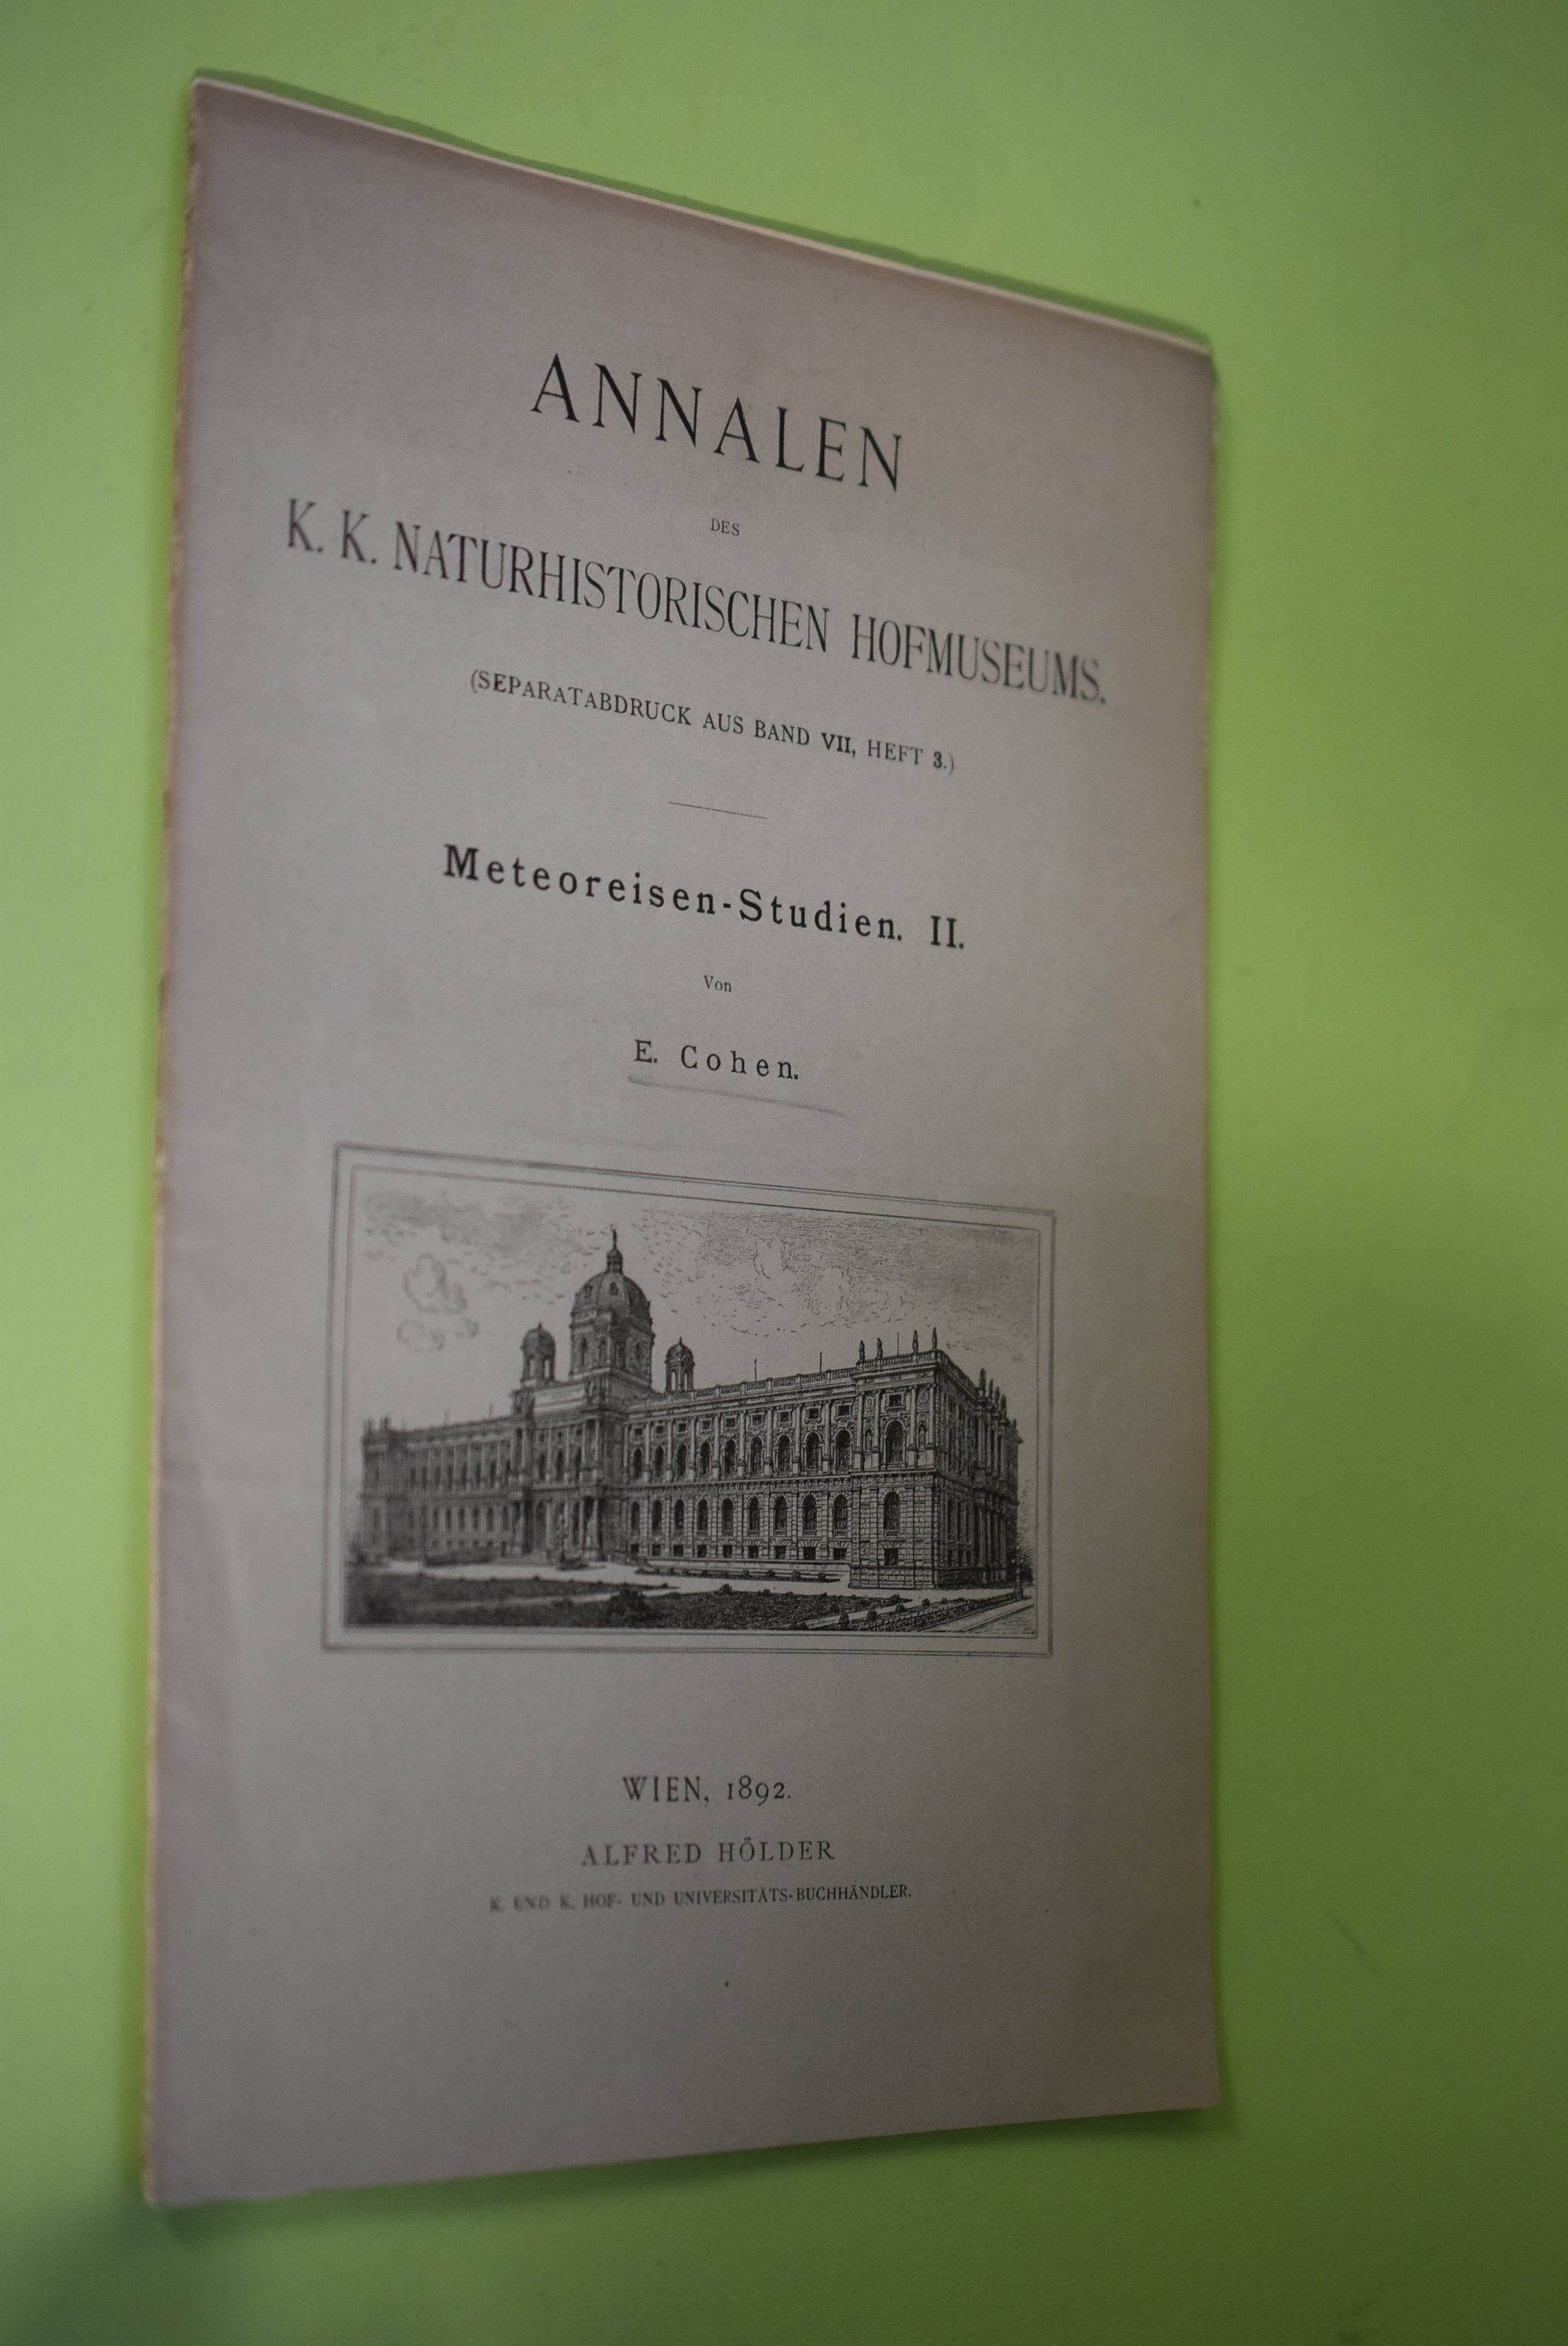 ANNALEN
DES
K. K. NATURHISTORISCHEN HOFMUSEUMS.
(SEPARATABDRUCK AUS BAND VII, HEFT 3.)
Meteoreisen-Studien. II.
Von
E. Cohen.
WIEN, 1892.
ALFRED HÖLDER
K. UND K. HOF- UND UNIVERSITÄTS-BUCHHÄNDLER.